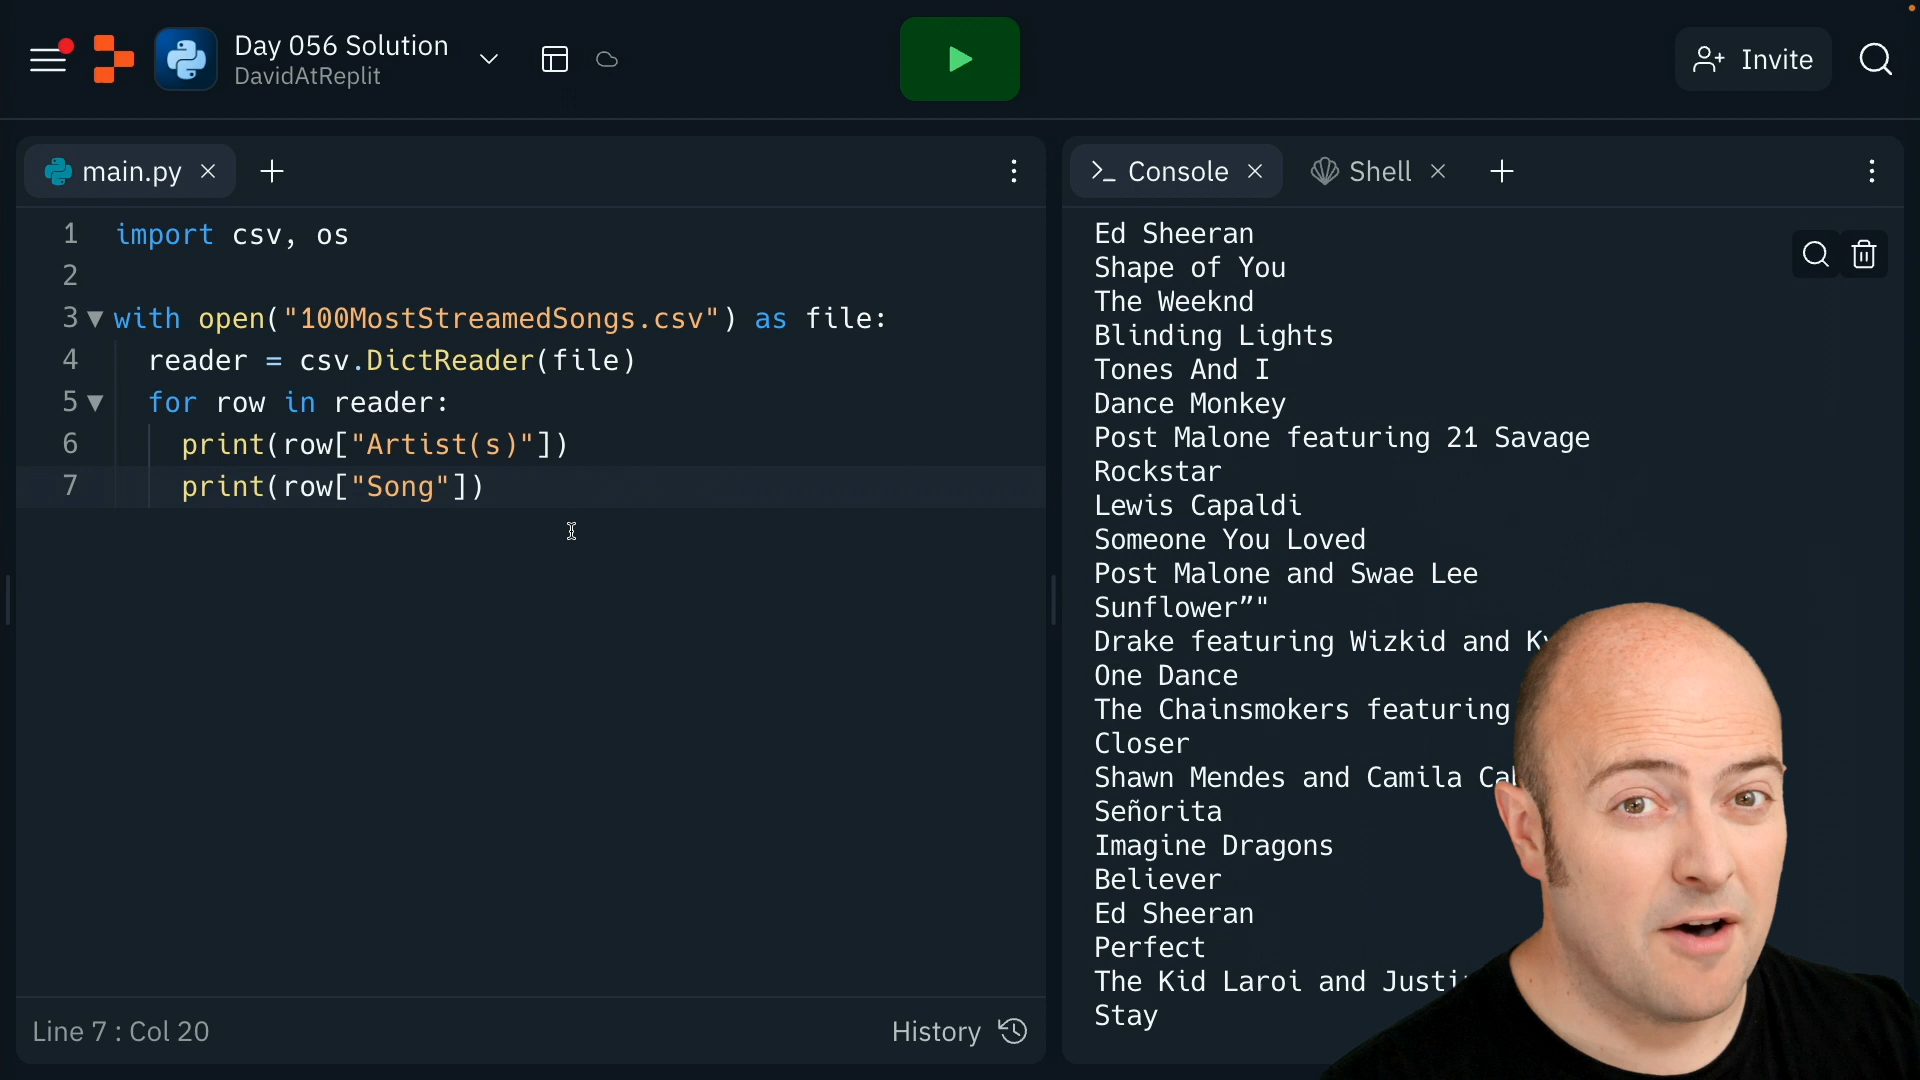 Day 056 Solution
DavidAtReplit
Invite
main.py
1 import csv, os
2
3 with open("100MostStreamedSongs.csv") as file:
4 reader = csv.DictReader(file)
5 for row in reader:
6 print(row["Artist(s)"])
7 print(row["Song"])
Line 7 : Col 20
History
Console
Shell
Ed Sheeran
Shape of You
The Weeknd
Blinding Lights
Tones And I
Dance Monkey
Post Malone featuring 21 Savage
Rockstar
Lewis Capaldi
Someone You Loved
Post Malone and Swae Lee
Sunflower”"
Drake featuring Wizkid and
One Dance
The Chainsmokers featuring
Closer
Shawn Mendes and Camila
Señorita
Imagine Dragons
Believer
Ed Sheeran
Perfect
The Kid Laroi and
Stay